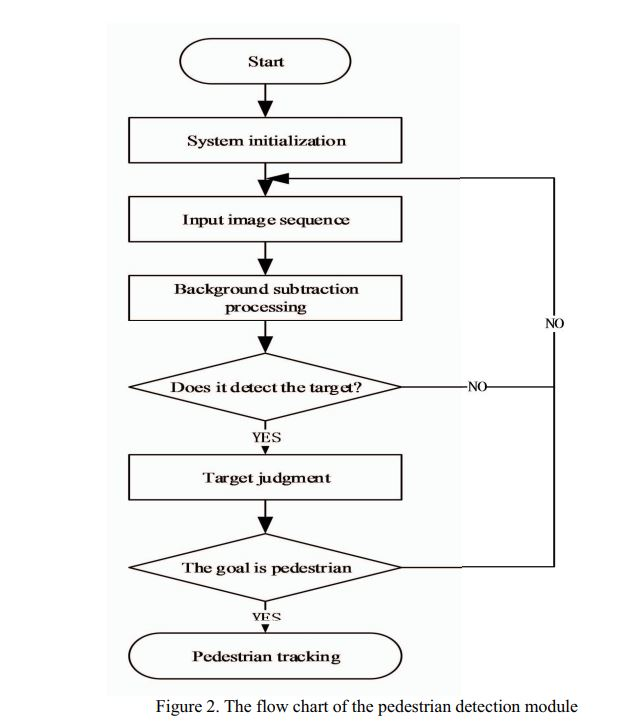 Start
System initialization
Input image sequence
Background subtraction
processing
NO
Does it detect the target?
NO
YES
Target judgment
The goal is pedestrian
YES
Pedestrian tracking
Figure 2. The flow chart of the pedestrian detection module